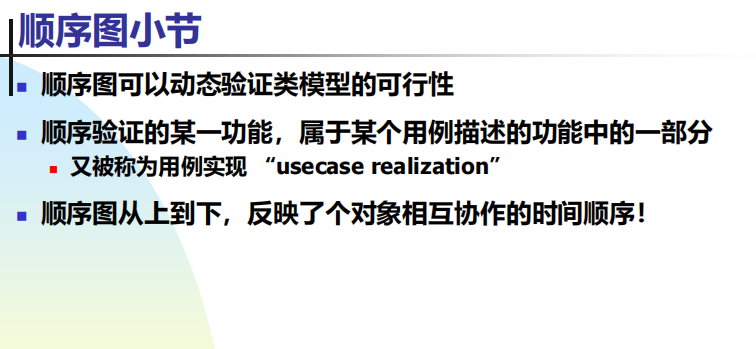 顺序图小节
顺序图可以动态验证类模型的可行性
顺序验证的某一功能，属于某个用例描述的功能中的一部分
又被称为用例实现 “usecase realization”
顺序图从上到下，反映了个对象相互协作的时间顺序！